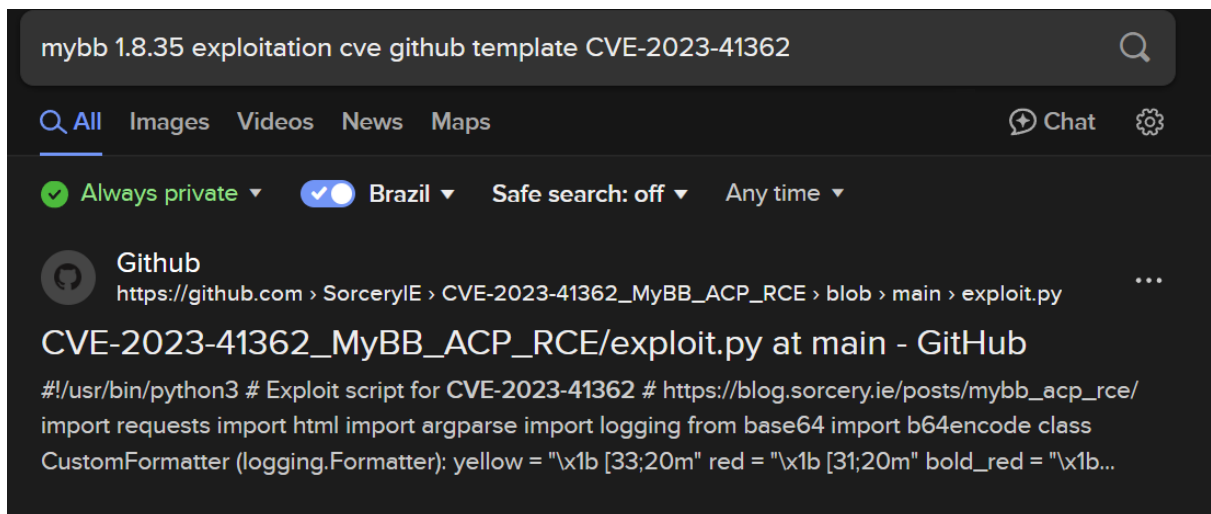 mybb 1.8.35 exploitation cve github template CVE-2023-41362
All Images Videos News Maps Chat
Always private Brazil Safe search: off Any time
Github
https://github.com › SorceryIE › CVE-2023-41362_MyBB_ACP_RCE › blob › main › exploit.py
CVE-2023-41362_MyBB_ACP_RCE/exploit.py at main - GitHub
#!/usr/bin/python3 # Exploit script for CVE-2023-41362 # https://blog.sorcery.ie/posts/mybb_acp_rce/
import requests import html import argparse import logging from base64 import b64encode class
CustomFormatter (logging.Formatter): yellow = "\x1b [33;20m" red = "\x1b [31;20m" bold_red = "\x1b...